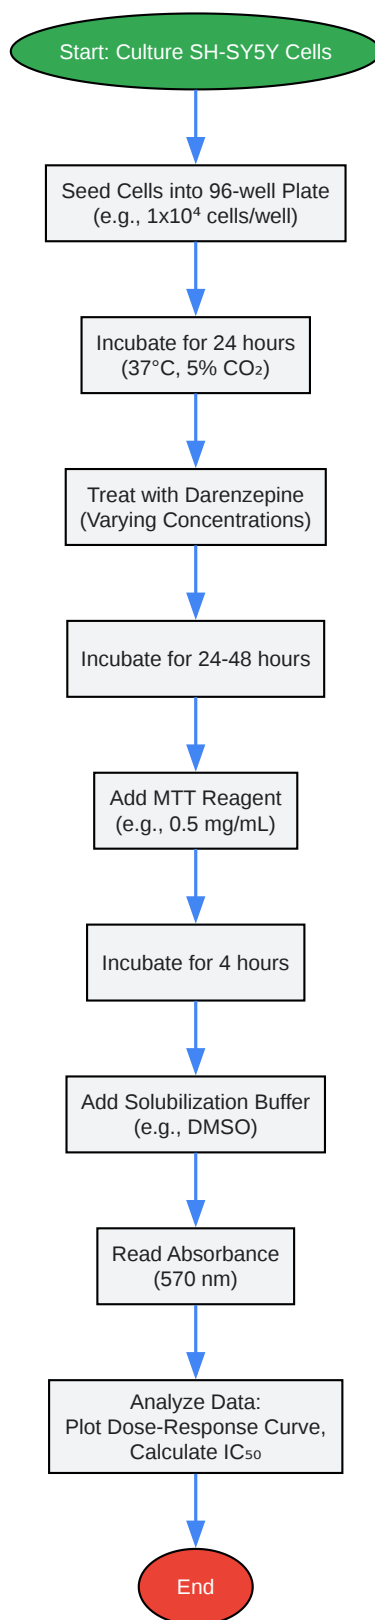 Start: Culture SH-SY5Y Cells
Seed Cells into 96-well Plate
(e.g., 1x10⁴ cells/well)
Incubate for 24 hours
(37°C, 5% CO₂)
Treat with Darenzepine
(Varying Concentrations)
Incubate for 24-48 hours
Add MTT Reagent
(e.g., 0.5 mg/mL)
Incubate for 4 hours
Add Solubilization Buffer
(e.g., DMSO)
Read Absorbance
(570 nm)
Analyze Data:
Plot Dose-Response Curve,
Calculate IC₅₀
End